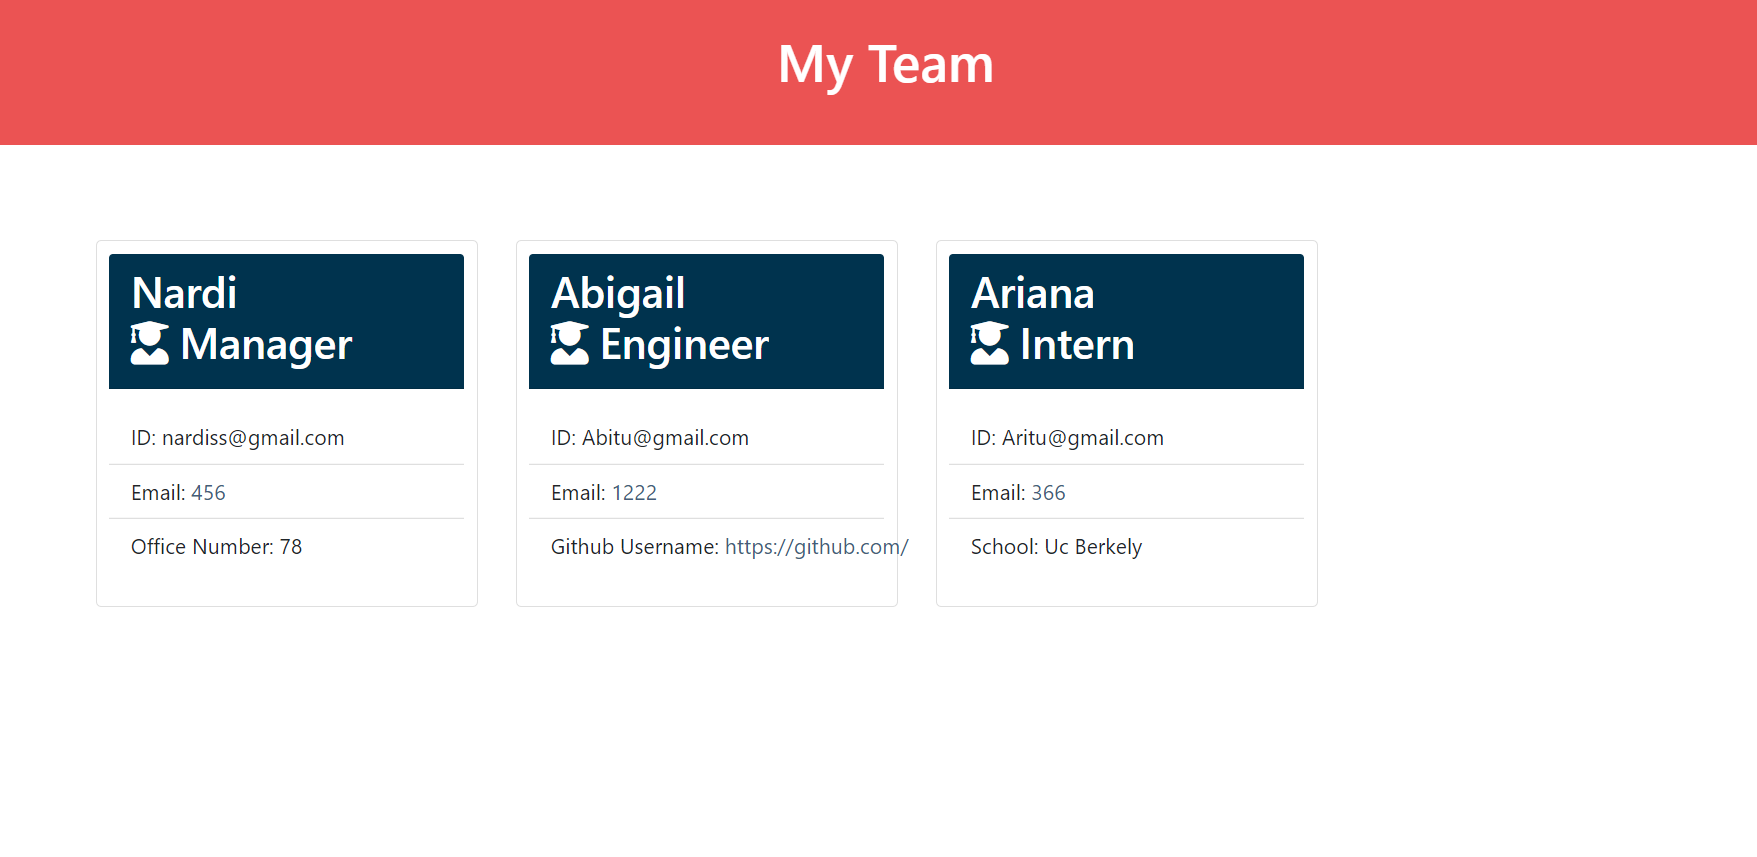 My Team
Nardi
Manager
ID: nardiss@gmail.com
Email: 456
Office Number: 78
Abigail
Engineer
ID: Abitu@gmail.com
Email: 1222
Github Username: https://github.com/
Ariana
Intern
ID: Aritu@gmail.com
Email: 366
School: Uc Berkely